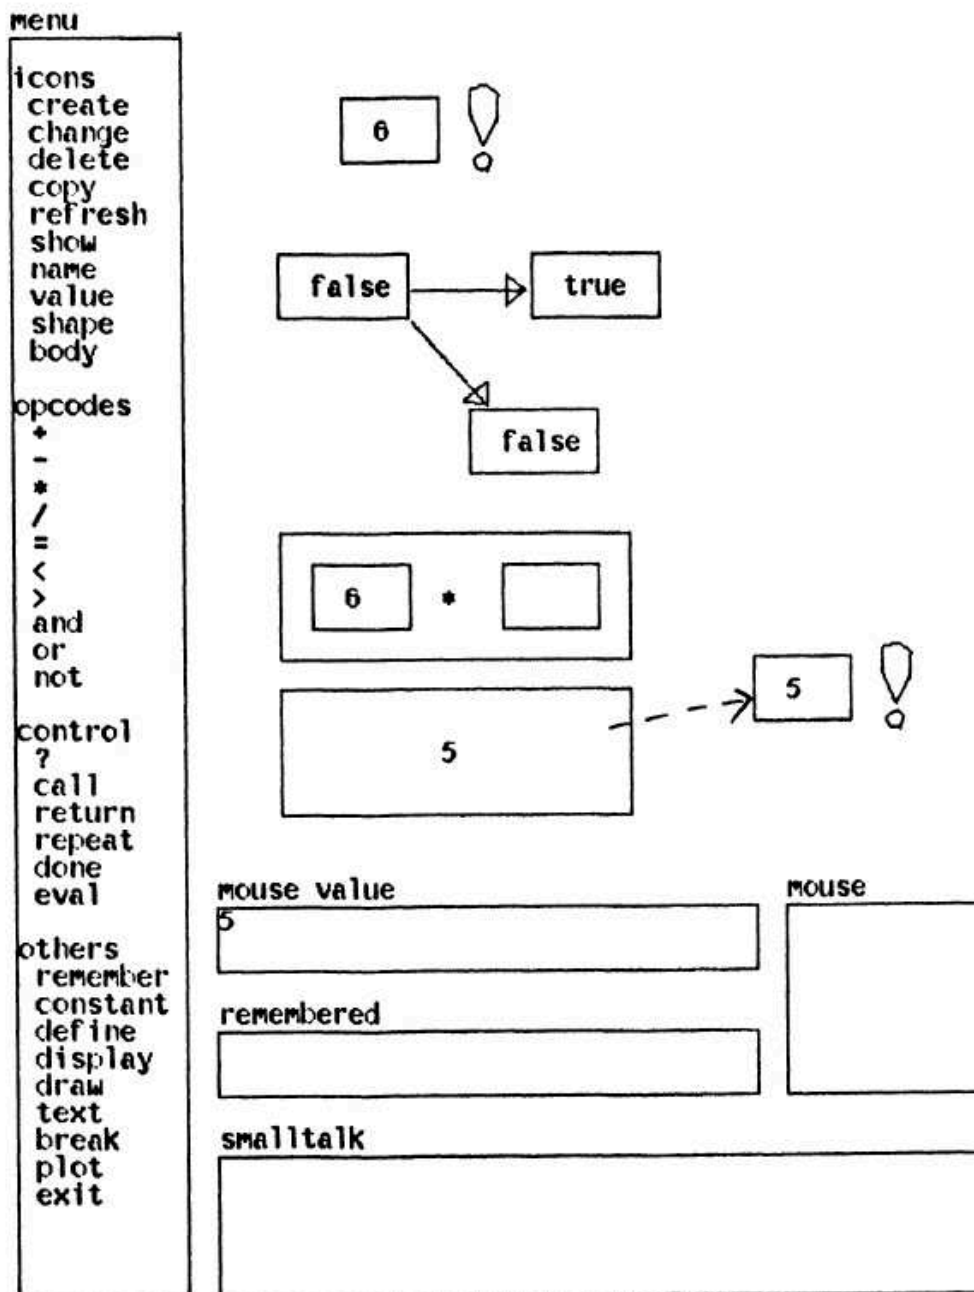 menu
icons
create
change
delete
copy
refresh
show
name
value
shape
body
opcodes
+
-
*
/
=
<
>
and
or
not
control
?
call
return
repeat
done
eval
others
remember
constant
define
display
draw
text
break
plot
exit
6
false
true
false
6 *
5
5
mouse value
5
mouse
remembered
smalltalk